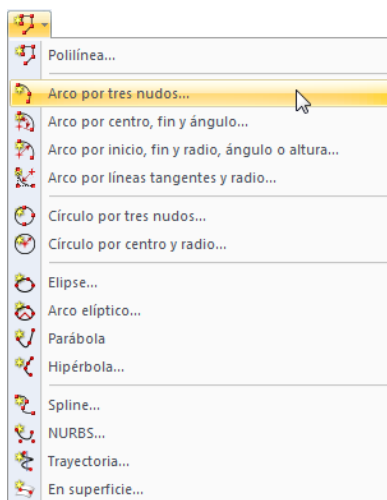 Polilínea...
Arco por tres nudos...
Arco por centro, fin y ángulo...
Arco por inicio, fin y radio, ángulo o altura...
Arco por líneas tangentes y radio...
Círculo por tres nudos...
Círculo por centro y radio...
Elipse...
Arco elíptico...
Parábola
Hipérbola...
Spline...
NURBS...
Trayectoria...
En superficie...